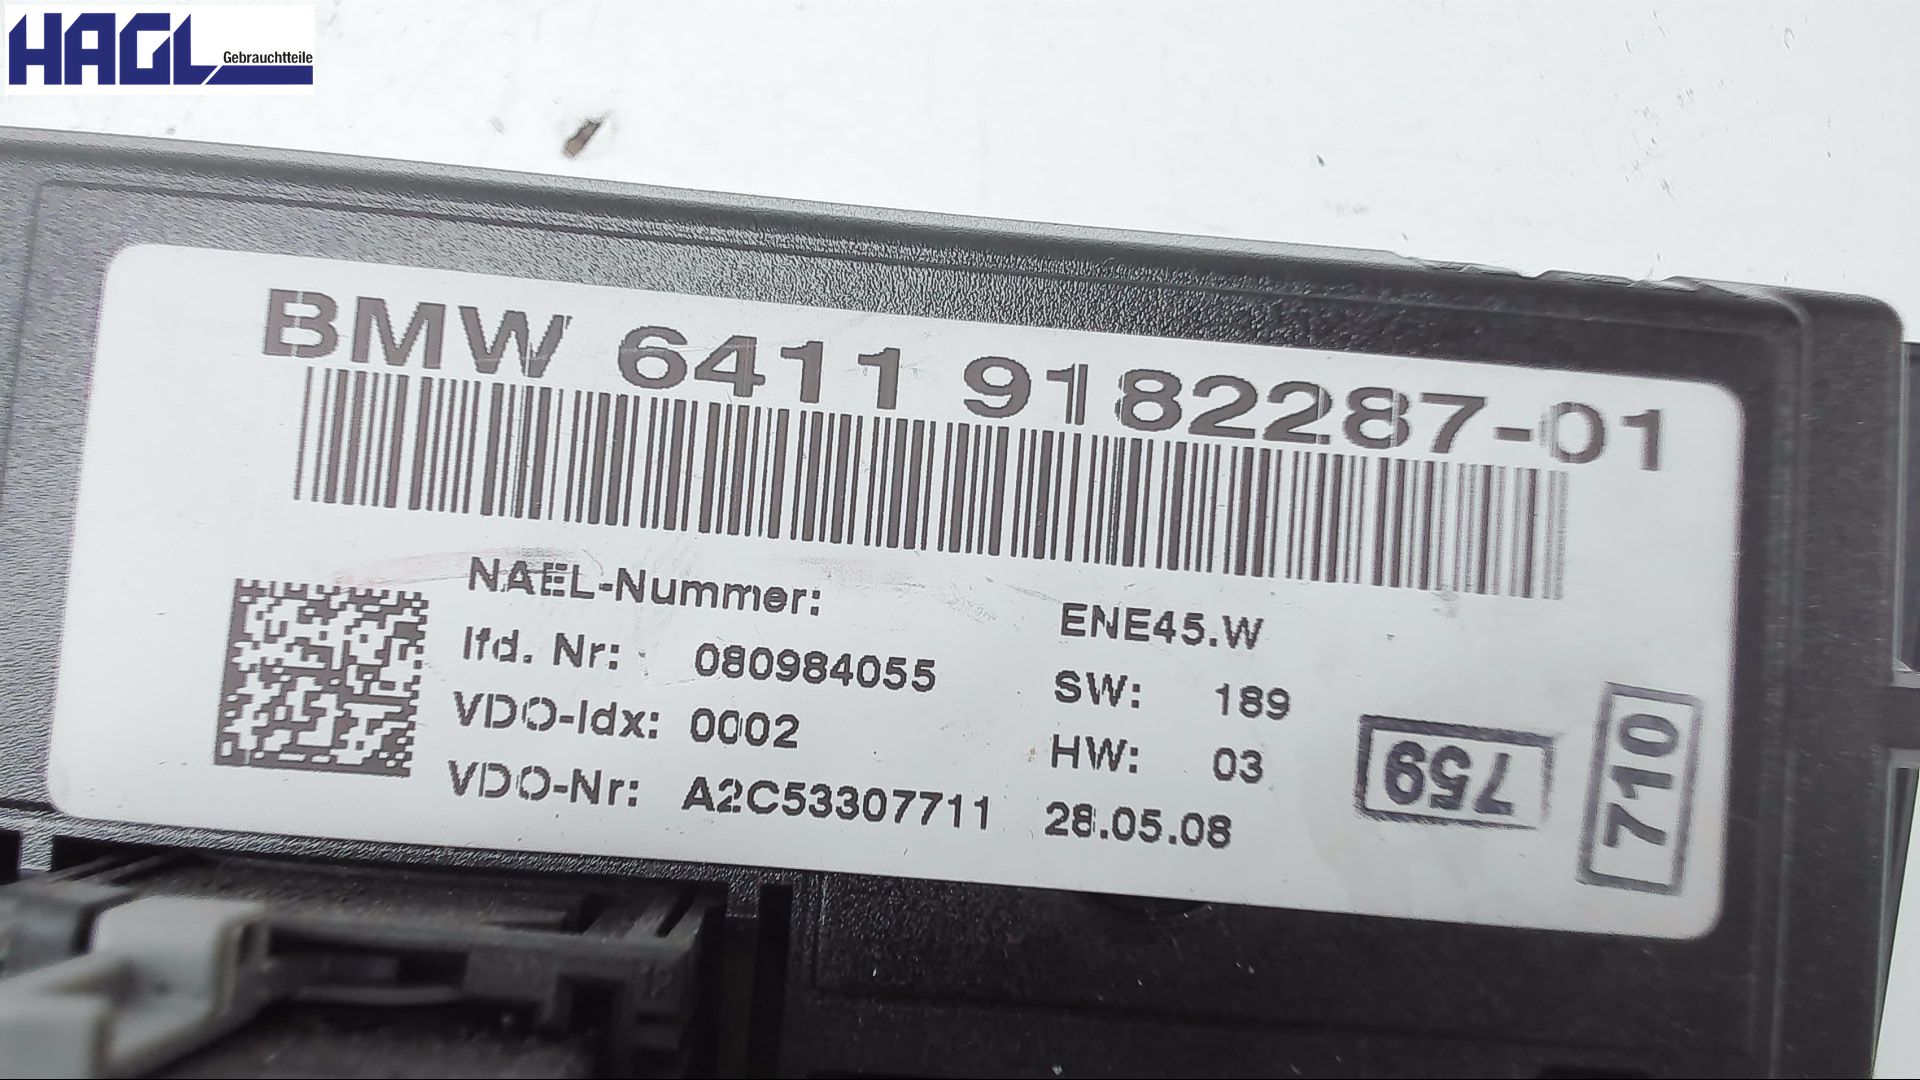 HAGL
Gebrauchtteile
BMW 6411 9182287-01
NAEL-Nummer: ENE45.W
lfd. Nr: 080984055 SW: 189
VDO-Idx: 0002 HW: 03
VDO-Nr: A2C53307711 28.05.08
759
710